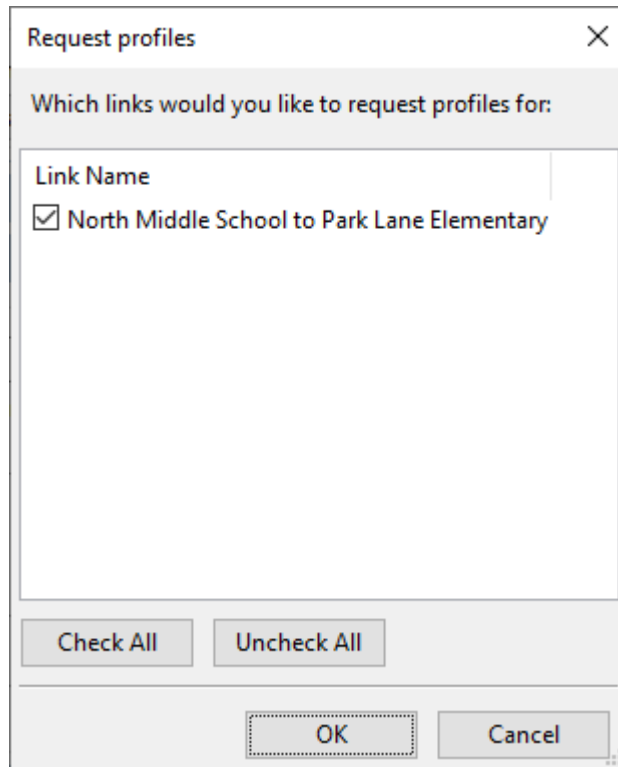 Request profiles
Which links would you like to request profiles for:
Link Name
North Middle School to Park Lane Elementary
Check All Uncheck All
OK Cancel